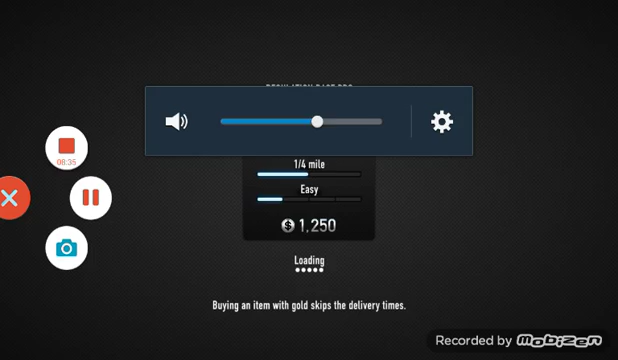 1/4 mile
08:35
Easy
$ 1,250
Loading
Buying an item with gold skips the delivery times.
Recorded by mobizen